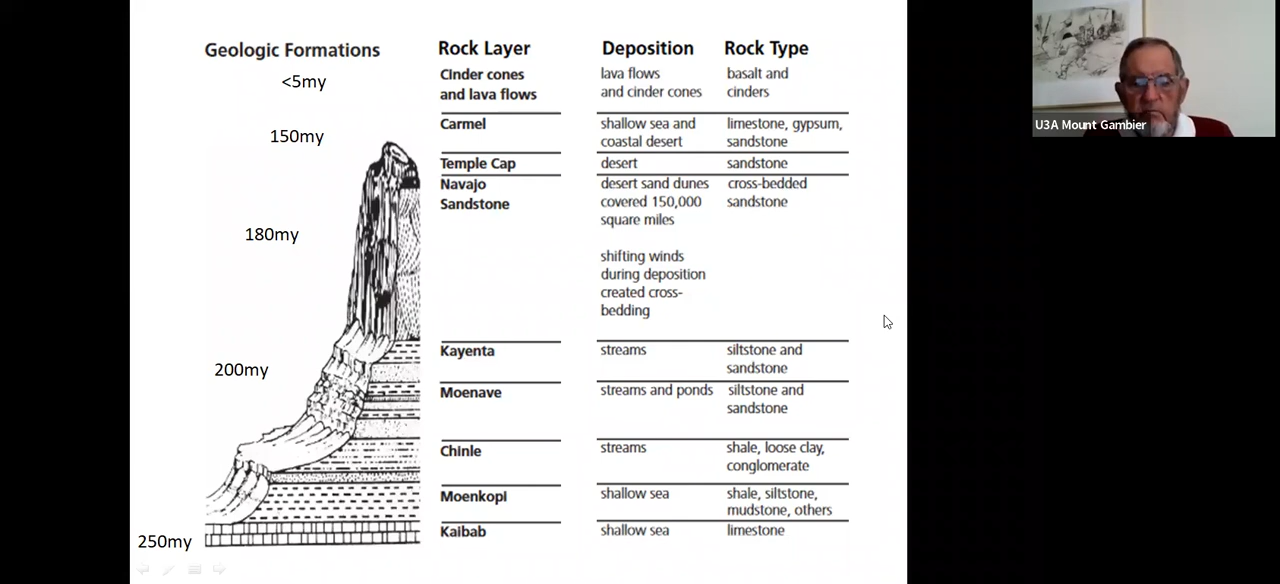 Geologic Formations
Rock Layer
Deposition
Rock Type
<5my
Cinder cones
and lava flows
lava flows
and cinder cones
basalt and
cinders
150my
Carmel
shallow sea and
coastal desert
limestone, gypsum,
sandstone
Temple Cap
desert
sandstone
180my
Navajo
Sandstone
desert sand dunes
covered 150,000
square miles
shifting winds
during deposition
created cross-
bedding
cross-bedded
sandstone
200my
Kayenta
streams
siltstone and
sandstone
Moenave
streams and ponds
siltstone and
sandstone
Chinle
streams
shale, loose clay,
conglomerate
Moenkopi
shallow sea
shale, siltstone,
mudstone, others
250my
Kaibab
shallow sea
limestone
U3A Mount Gambier